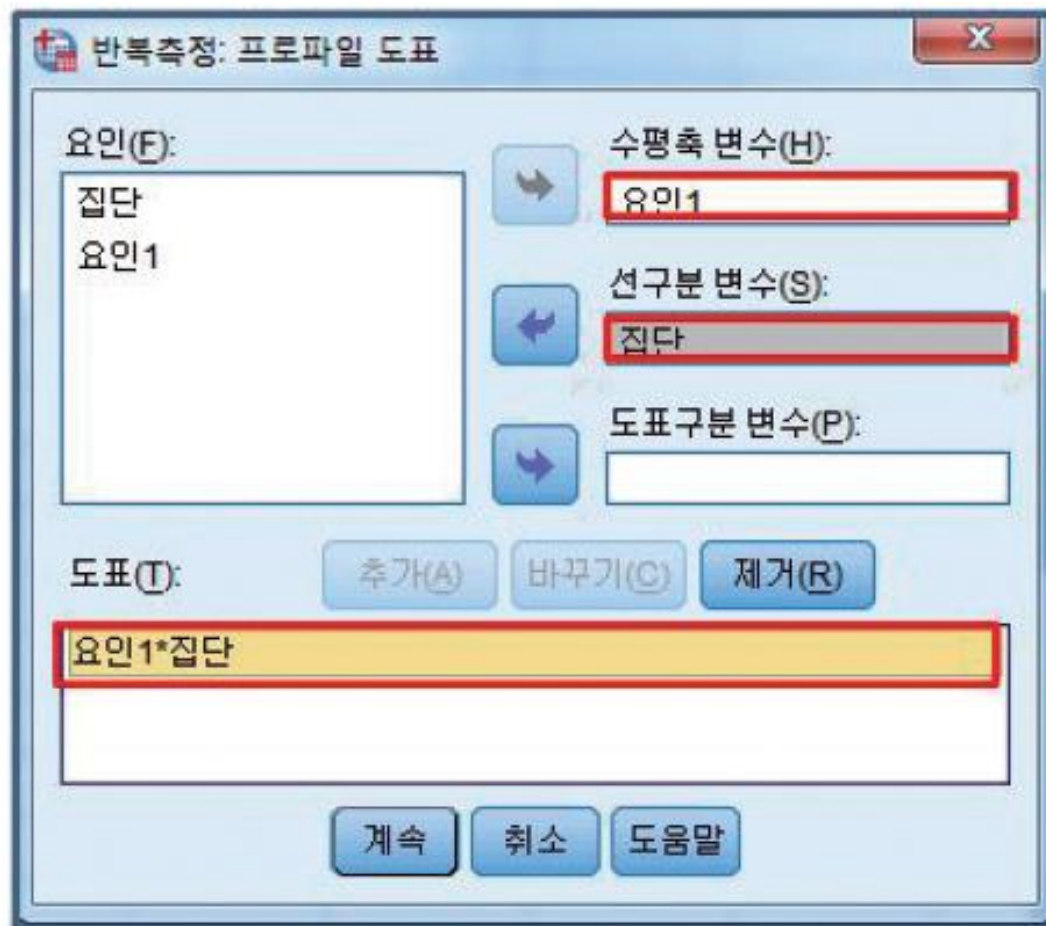 반복측정: 프로파일 도표
요인(F):
집단
요인1
수평축 변수(H):
요인1
선구분 변수(S):
집단
도표구분 변수(P):
도표(T):
추가(A)
바꾸기(C)
제거(R)
요인1*집단
계속
취소
도움말